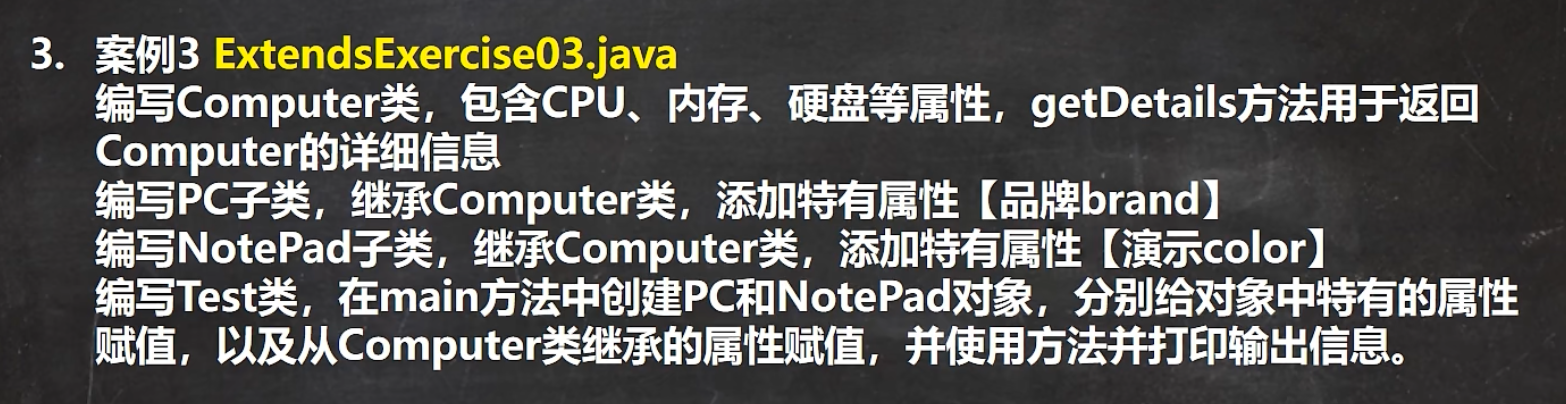 3. 案例3 ExtendsExercise03.java
编写Computer类，包含CPU、内存、硬盘等属性，getDetails方法用于返回
Computer的详细信息
编写PC子类，继承Computer类，添加特有属性【品牌brand】
编写NotePad子类，继承Computer类，添加特有属性【演示color】
编写Test类，在main方法中创建PC和NotePad对象，分别给对象中特有的属性
赋值，以及从Computer类继承的属性赋值，并使用方法并打印输出信息。